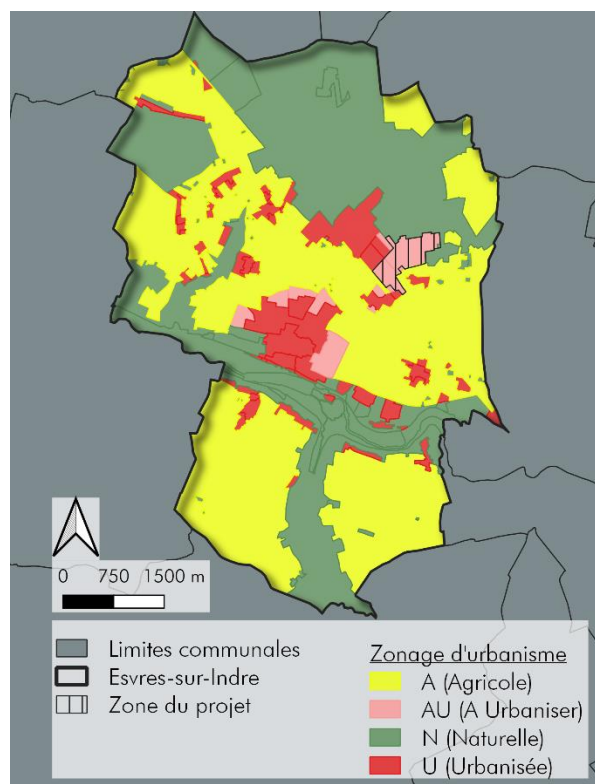 0 750 1500 m
Limites communales
Esvres-sur-Indre
Zone du projet
Zonage d'urbanisme
A (Agricole)
AU (A Urbaniser)
N (Naturelle)
U (Urbanisée)